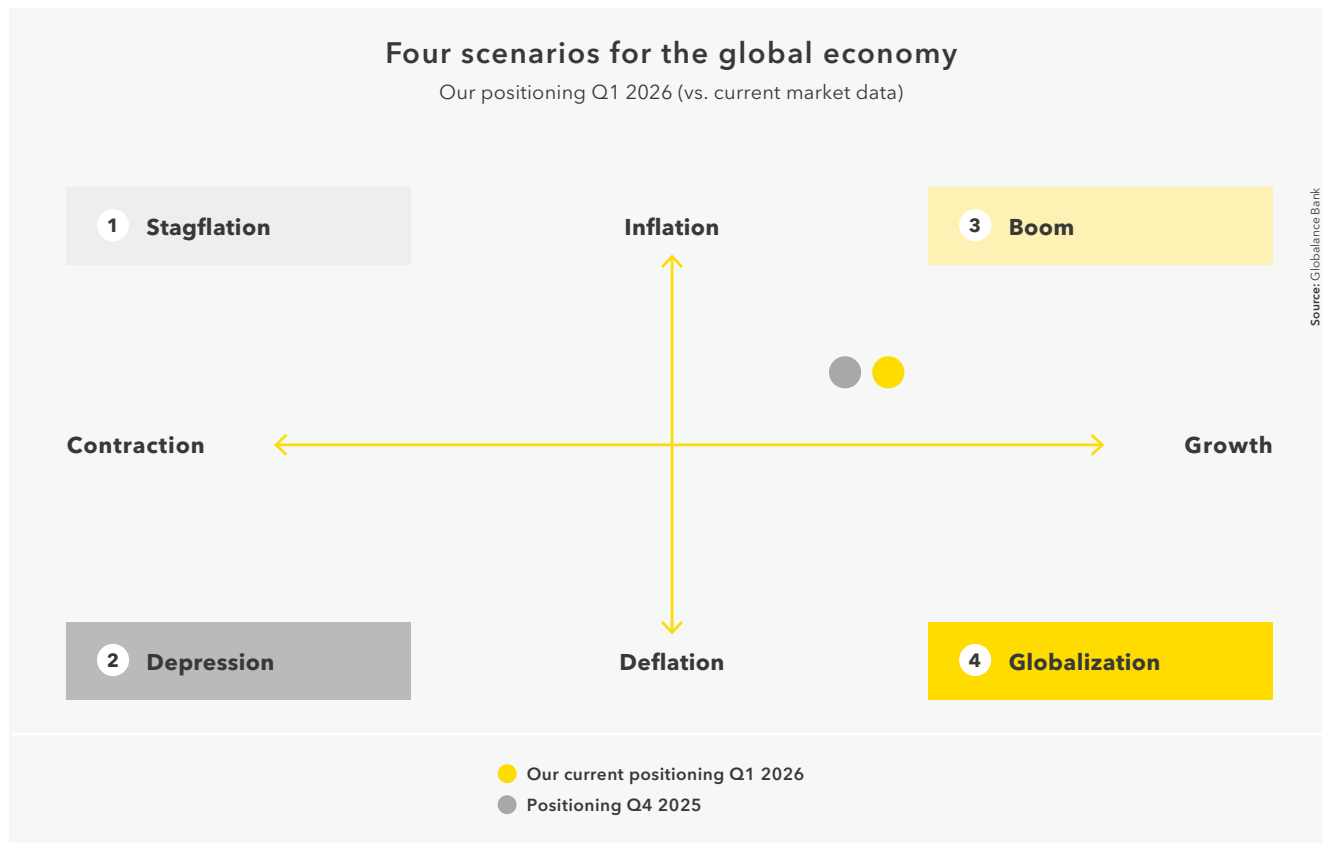 Four scenarios for the global economy
Our positioning Q1 2026 (vs. current market data)
1 Stagflation
Inflation
3 Boom
Source: Globalance Bank
Contraction
Growth
2 Depression
Deflation
4 Globalization
Our current positioning Q1 2026
Positioning Q4 2025